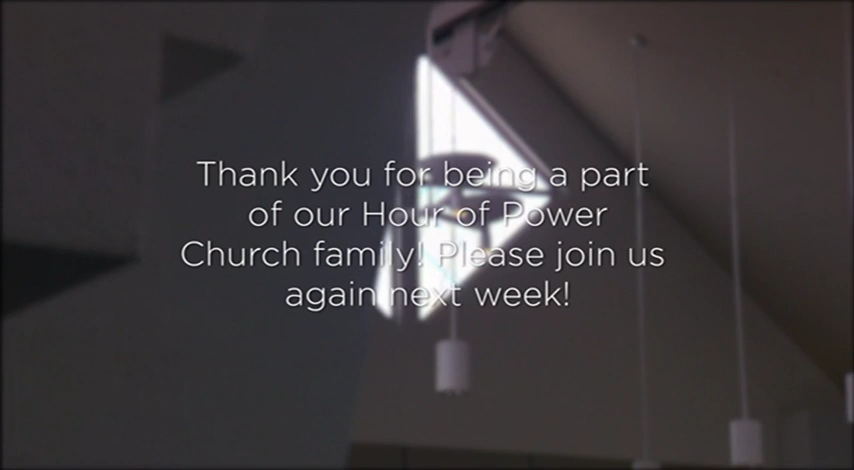 Thank you for being a part
of our Hour of Power
Church family! Please join us
again next week!